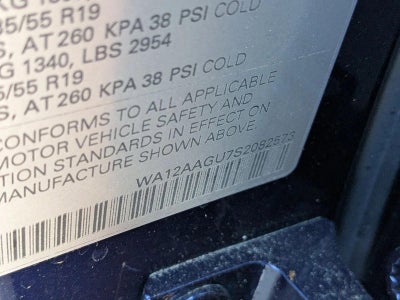 35/55 R19
S, AT 260 KPA 38 PSI COLD
G 1340, LBS 2954
5/55 R19
S, AT 260 KPA 38 PSI COLD
CONFORMS TO ALL APPLICABLE
MOTOR VEHICLE SAFETY AND
TION STANDARDS IN EFFECT ON
MANUFACTURE SHOWN ABOVE.
WA12AAGU7S2082573